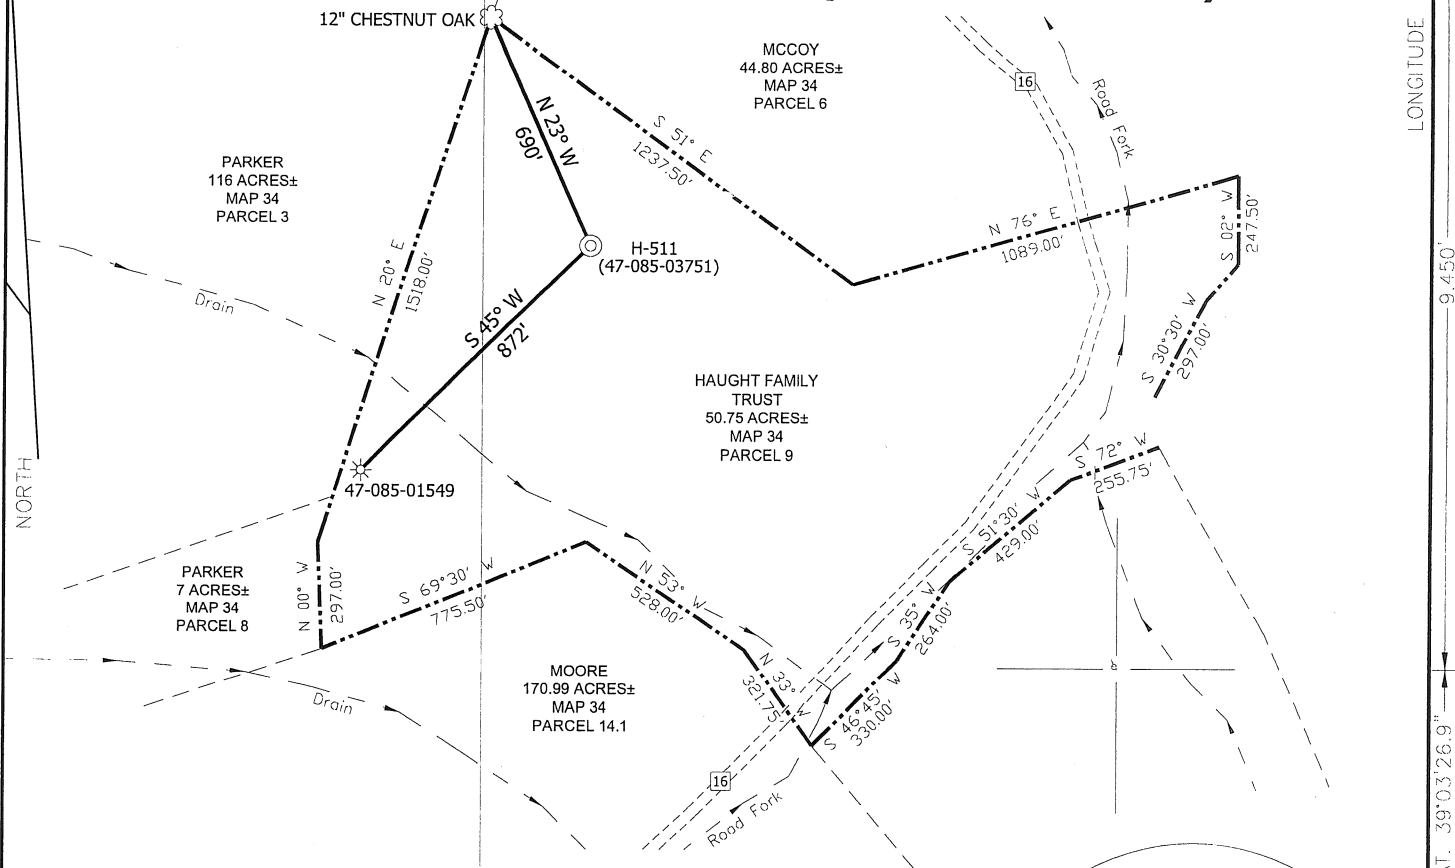 12" CHESTNUT OAK
MCCOY
44.80 ACRES±
MAP 34
PARCEL 6
16
Road Fork
LONGITUDE
N 23° W
690'
S 51° E
1237.50'
PARKER
116 ACRES±
MAP 34
PARCEL 3
N 76° E
1089.00'
S 02° W
247.50'
H-511
(47-085-03751)
N 20° E
1518.00'
Drain
9,450'
S 45° W
872'
S 30°30' W
297.00'
HAUGHT FAMILY
TRUST
50.75 ACRES±
MAP 34
PARCEL 9
NORTH
47-085-01549
S 72° W
255.75'
S 51°30' W
429.00'
PARKER
7 ACRES±
MAP 34
PARCEL 8
N 00° W
297.00'
S 69°30' W
775.50'
N 53° W
528.00'
S 35° W
264.00'
MOORE
170.99 ACRES±
MAP 34
PARCEL 14.1
N 33° W
321.75'
S 46°45' W
330.00'
Drain
16
Road Fork
39°03'26.9"